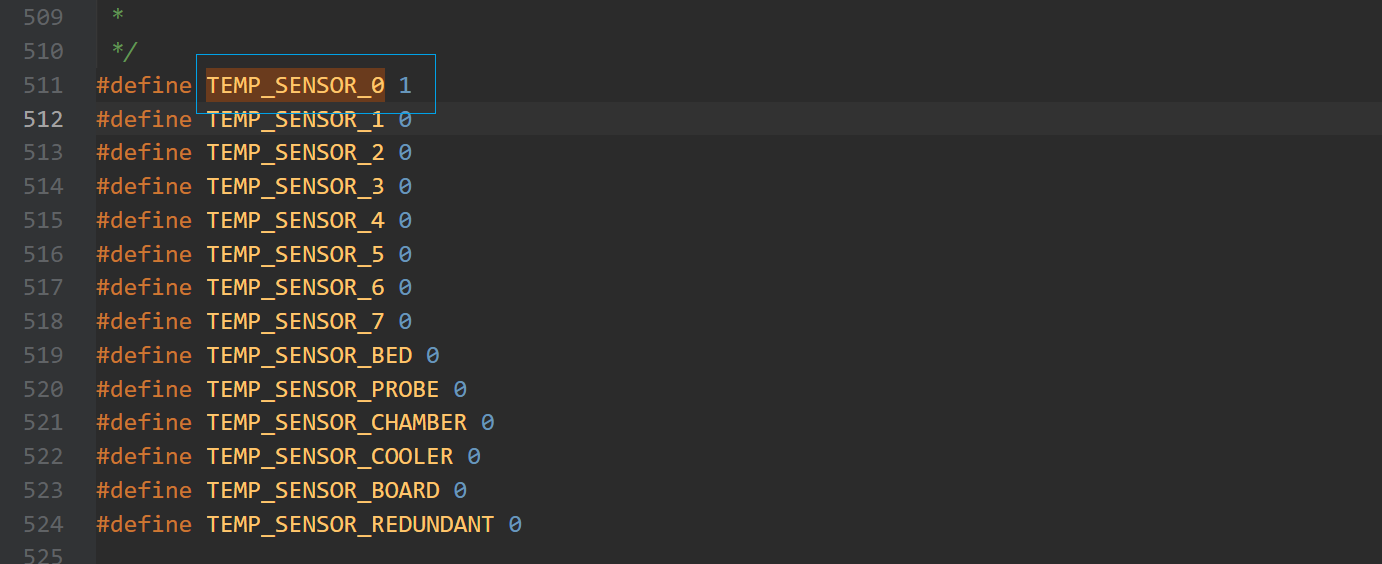 509 *
510 */
511 #define TEMP_SENSOR_0 1
512 #define TEMP_SENSOR_1 0
513 #define TEMP_SENSOR_2 0
514 #define TEMP_SENSOR_3 0
515 #define TEMP_SENSOR_4 0
516 #define TEMP_SENSOR_5 0
517 #define TEMP_SENSOR_6 0
518 #define TEMP_SENSOR_7 0
519 #define TEMP_SENSOR_BED 0
520 #define TEMP_SENSOR_PROBE 0
521 #define TEMP_SENSOR_CHAMBER 0
522 #define TEMP_SENSOR_COOLER 0
523 #define TEMP_SENSOR_BOARD 0
524 #define TEMP_SENSOR_REDUNDANT 0
525